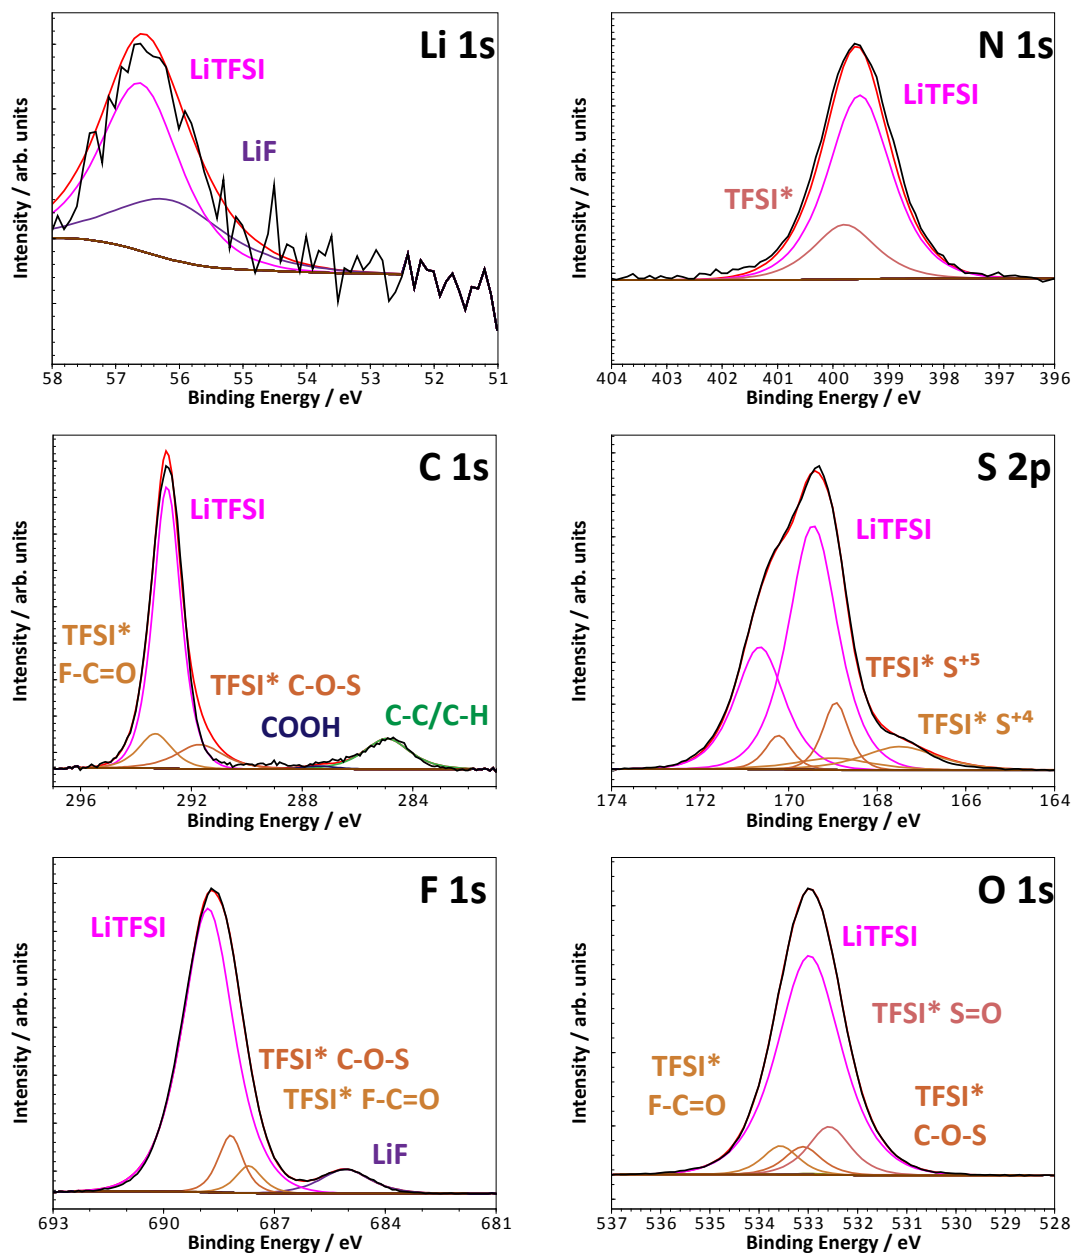 Li 1s
LiTFSI
LiF
Intensity / arb. units
58 57 56 55 54 53 52 51
Binding Energy / eV
N 1s
LiTFSI
TFSI*
Intensity / arb. units
404 403 402 401 400 399 398 397 396
Binding Energy / eV
C 1s
LiTFSI
TFSI*
F-C=O
TFSI* C-O-S
COOH
C-C/C-H
Intensity / arb. units
296 292 288 284
Binding Energy / eV
S 2p
LiTFSI
TFSI* S+5
TFSI* S+4
Intensity / arb. units
174 172 170 168 166 164
Binding Energy / eV
F 1s
LiTFSI
TFSI* C-O-S
TFSI* F-C=O
LiF
Intensity / arb. units
693 690 687 684 681
Binding Energy / eV
O 1s
LiTFSI
TFSI* S=O
TFSI*
F-C=O
TFSI*
C-O-S
Intensity / arb. units
537 536 535 534 533 532 531 530 529 528
Binding Energy / eV